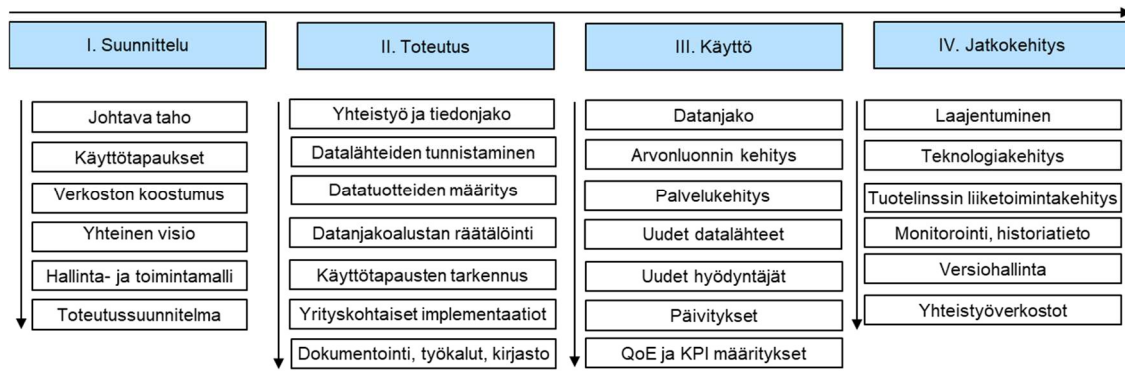 I. Suunnittelu
Johtava taho
Käyttötapaukset
Verkoston koostumus
Yhteinen visio
Hallinta- ja toimintamalli
Toteutussuunnitelma
II. Toteutus
Yhteistyö ja tiedonjako
Datalähteiden tunnistaminen
Datatuotteiden määritys
Datanjakoalustan räätälöinti
Käyttötapausten tarkennus
Yrityskohtaiset implementaatiot
Dokumentointi, työkalut, kirjasto
III. Käyttö
Datanjako
Arvonluonnin kehitys
Palvelukehitys
Uudet datalähteet
Uudet hyödyntäjät
Päivitykset
QoE ja KPI määritykset
IV. Jatkokehitys
Laajentuminen
Teknologiakehitys
Tuotelinssin liiketoimintakehitys
Monitorointi, historiatieto
Versiohallinta
Yhteistyöverkostot